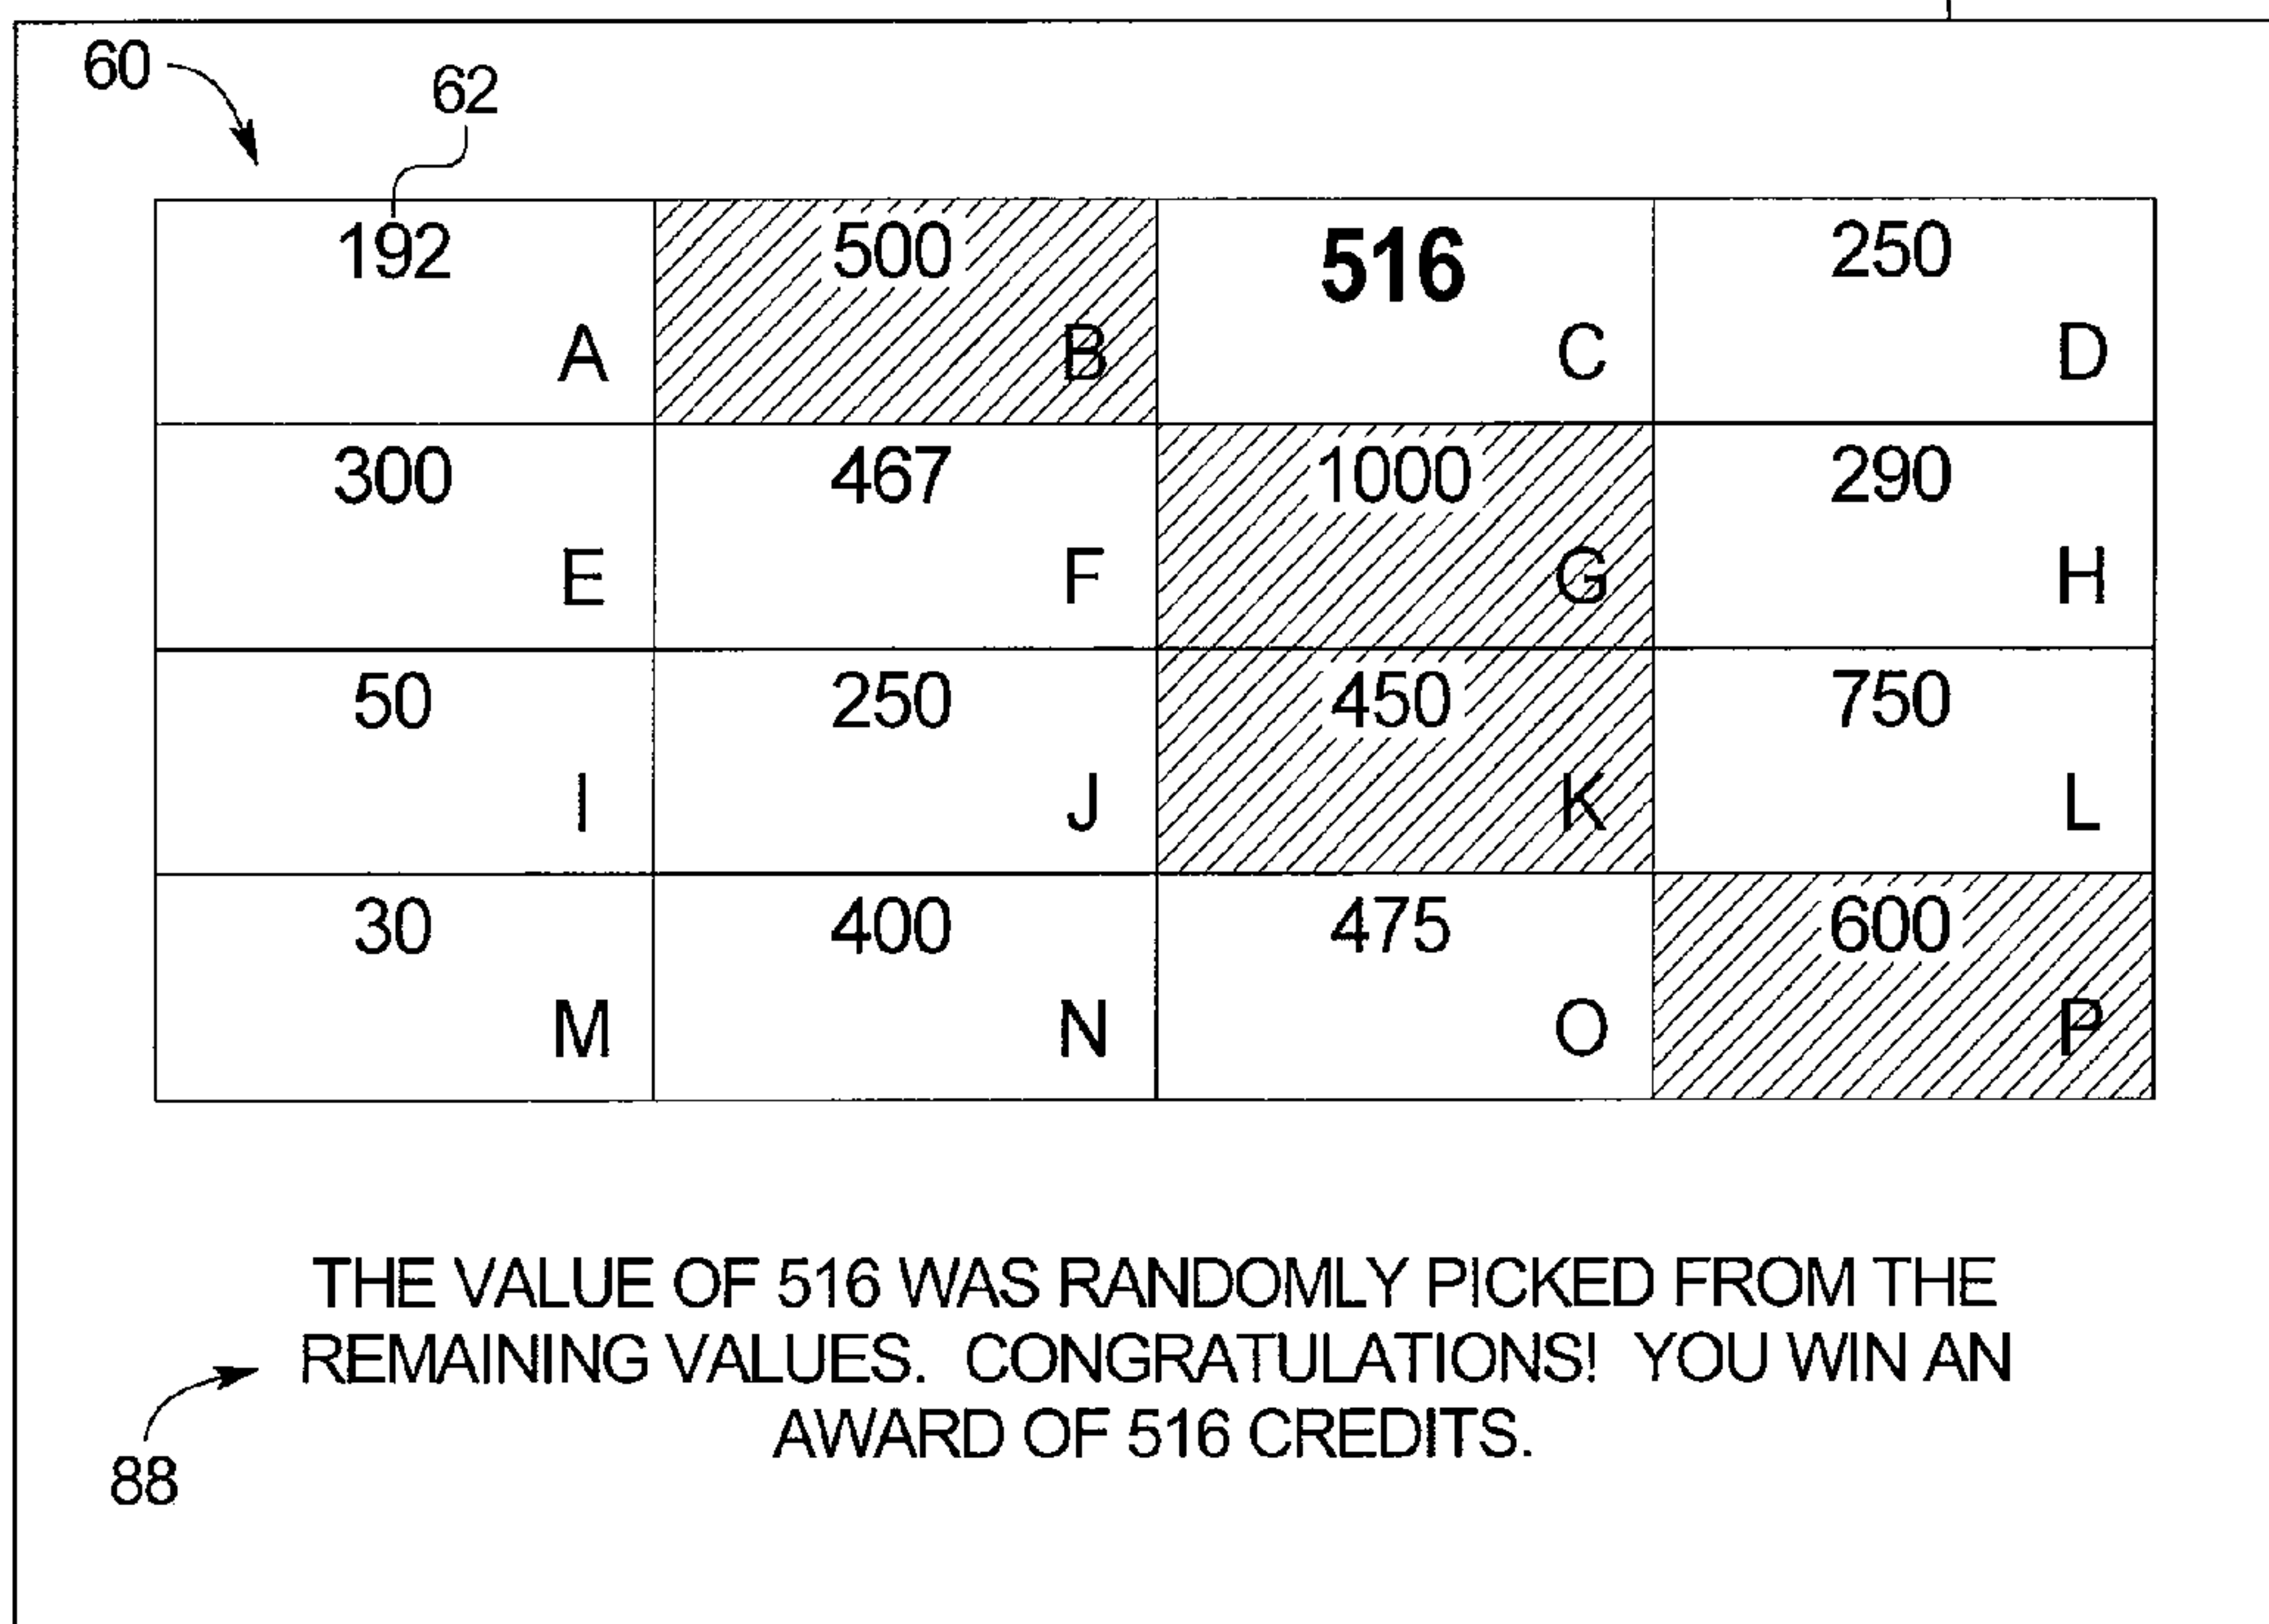 60
62
192 500 516 250
A B C D
300 467 1000 290
E F G H
50 250 450 750
I J K L
30 400 475 600
M N O P
THE VALUE OF 516 WAS RANDOMLY PICKED FROM THE
REMAINING VALUES. CONGRATULATIONS! YOU WIN AN
AWARD OF 516 CREDITS.
88